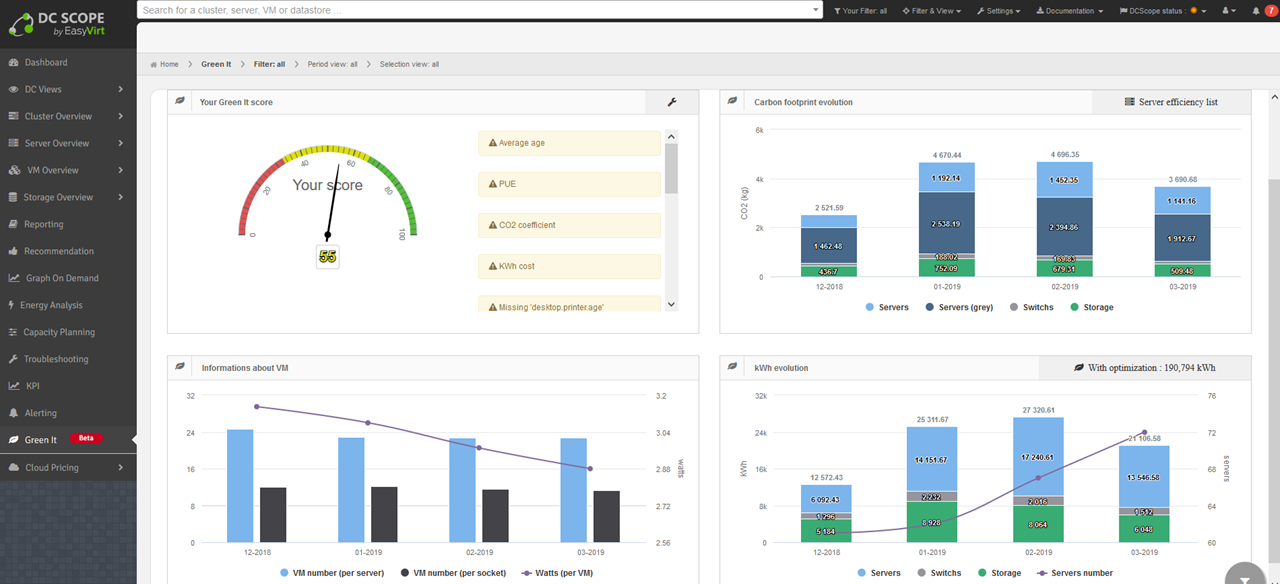 DC SCOPE
by EasyVirt
Search for a cluster, server, VM or datastore ...
Your Filter: all
Filter & View
Settings
Documentation
DCScope status :
7
Dashboard
DC Views
Cluster Overview
Server Overview
VM Overview
Storage Overview
Reporting
Recommendation
Graph On Demand
Energy Analysis
Capacity Planning
Troubleshooting
KPI
Alerting
Green It
Beta
Cloud Pricing
Home
Green It
Filter: all
Period view: all
Selection view: all
Your Green It score
0
20
40
60
80
100
Your score
55
Average age
PUE
CO2 coefficient
KWh cost
Missing 'desktop.printer.age'
Carbon footprint evolution
Server efficiency list
CO2 (kg)
6k
4k
2k
0
2 521.59
1 462.48
436.7
4 670.44
1 192.14
2 538.19
188.02
752.09
4 696.35
1 452.35
2 394.86
169.83
679.31
3 690.68
1 141.16
1 912.67
509.48
12-2018
01-2019
02-2019
03-2019
Servers
Servers (grey)
Switchs
Storage
Informations about VM
32
24
16
8
0
3.2
3.04
2.88
2.72
2.56
watts
12-2018
01-2019
02-2019
03-2019
VM number (per server)
VM number (per socket)
Watts (per VM)
kWh evolution
With optimization : 190,794 kWh
kWh
32k
24k
16k
8k
0k
76
72
68
64
60
servers
12 572.43
6 092.43
1 296
5 184
25 311.67
14 151.67
2 232
8 928
27 320.61
17 240.61
2 016
8 064
21 106.58
13 546.58
1 512
6 048
12-2018
01-2019
02-2019
03-2019
Servers
Switchs
Storage
Servers number